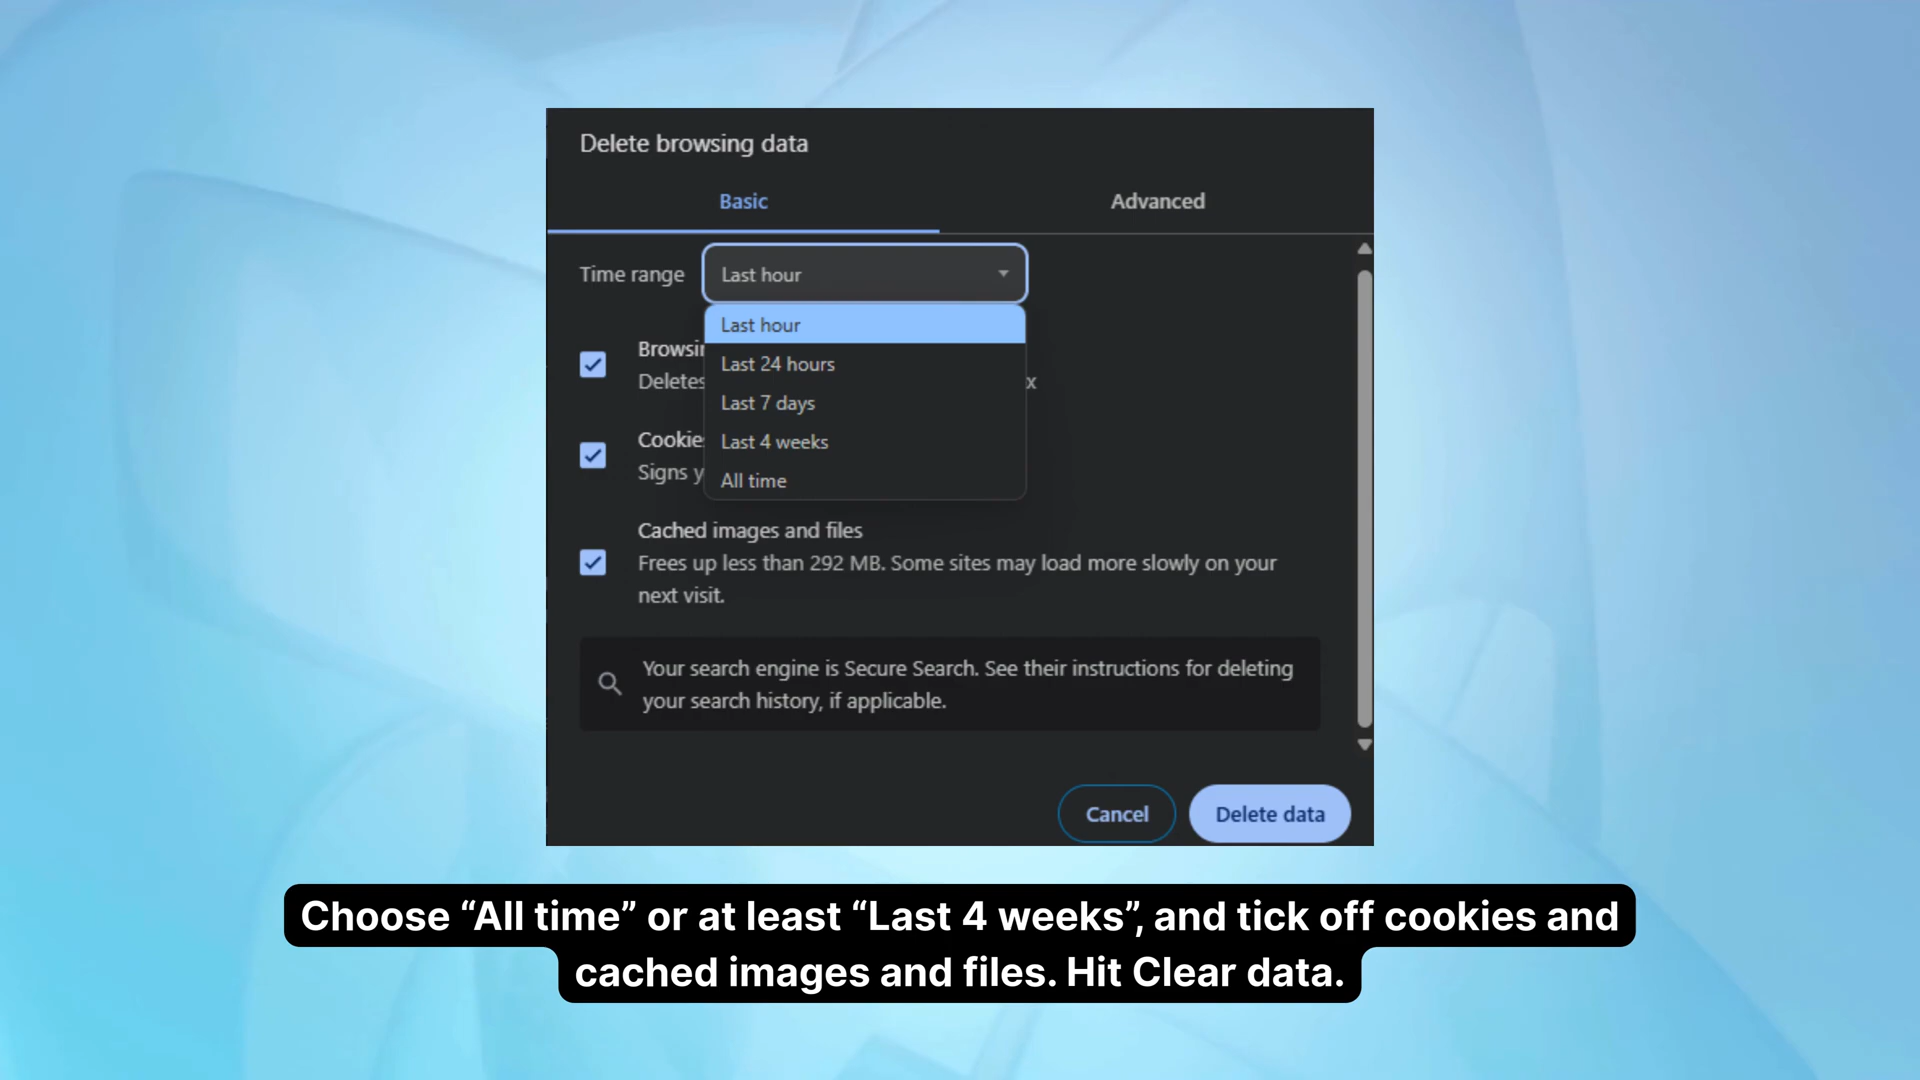 Delete browsing data
Basic
Advanced
Time range
Last hour
Last hour
Last 24 hours
Last 7 days
Last 4 weeks
All time
Browsin
Deletes
x
Cookie
Signs y
Cached images and files
Frees up less than 292 MB. Some sites may load more slowly on your
next visit.
Your search engine is Secure Search. See their instructions for deleting
your search history, if applicable.
Cancel
Delete data
Choose “All time” or at least “Last 4 weeks”, and tick off cookies and
cached images and files. Hit Clear data.